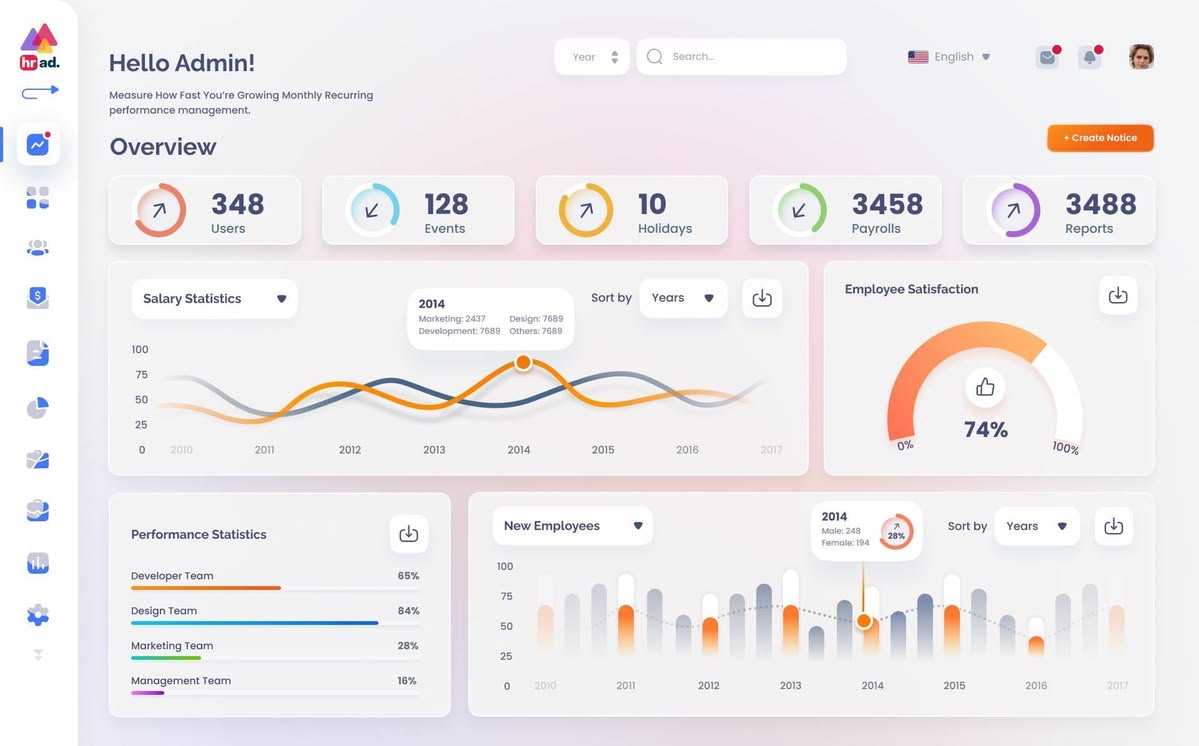 hr ad.
Hello Admin!
Year
Search...
English
Measure How Fast You're Growing Monthly Recurring
performance management.
Overview
+ Create Notice
348
Users
128
Events
10
Holidays
3458
Payrolls
3488
Reports
Salary Statistics
2014
Marketing: 2437 Design: 7689
Development: 7689 Others: 7689
Sort by
Years
100
75
50
25
0
2010 2011 2012 2013 2014 2015 2016 2017
Employee Satisfaction
74%
0%
100%
Performance Statistics
Developer Team 65%
Design Team 84%
Marketing Team 28%
Management Team 16%
New Employees
2014
Male: 248
Female: 194
28%
Sort by
Years
100
75
50
25
0
2010 2011 2012 2013 2014 2015 2016 2017